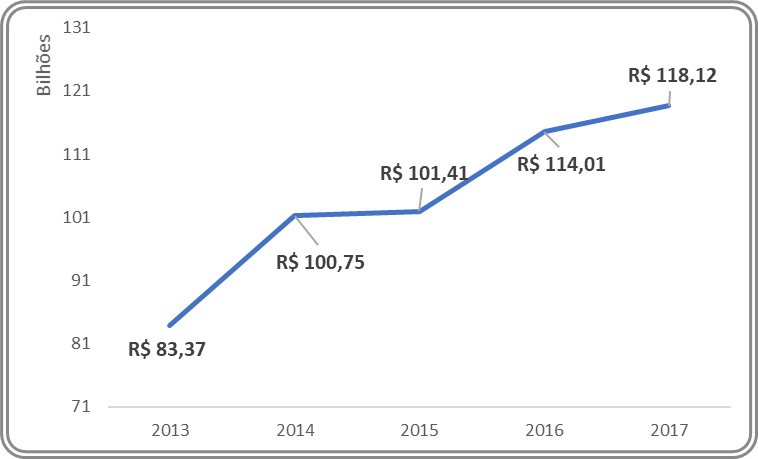 131
Bilhões
121
R$ 118,12
111
R$ 101,41
R$ 114,01
101
R$ 100,75
91
81
R$ 83,37
71
2013 2014 2015 2016 2017